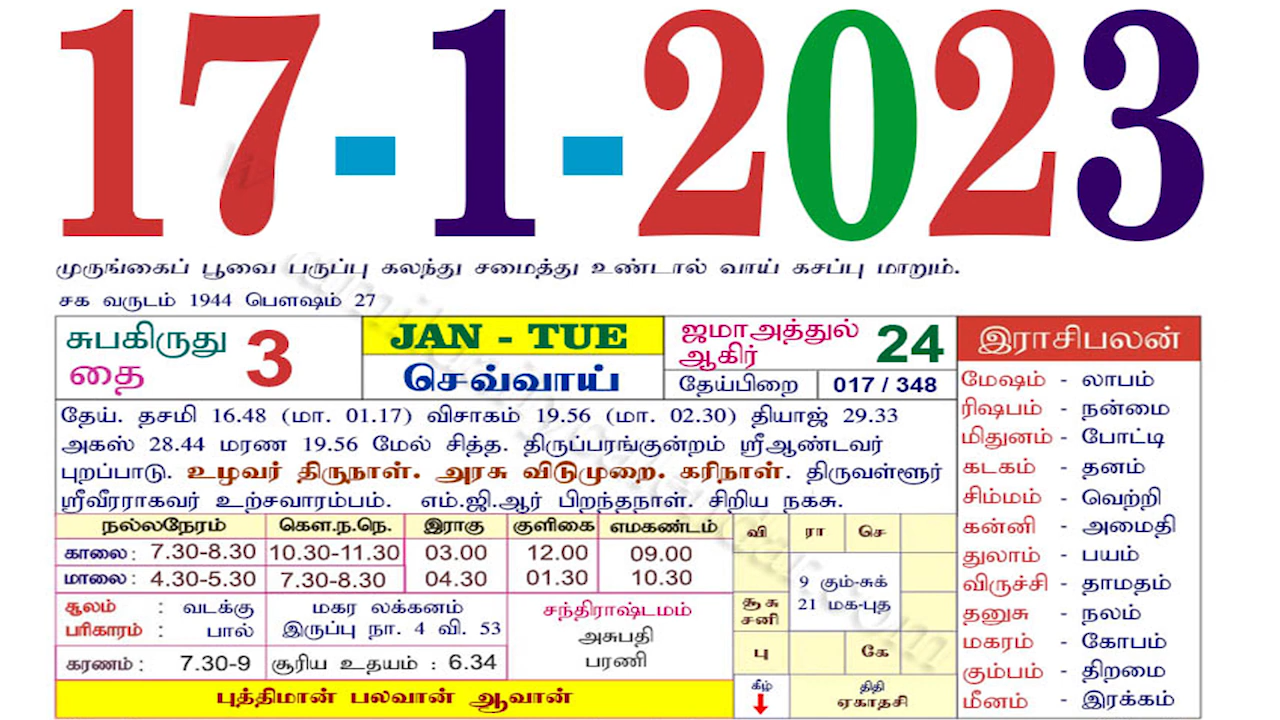 17-1-2023
முருங்கைப் பூவை பருப்பு கலந்து சமைத்து உண்டால் வாய் கசப்பு மாறும்.
சக வருடம் 1944 பௌஷம் 27
சுபகிருது
தை
3
JAN - TUE
செவ்வாய்
ஜமாஅத்துல்
ஆகிர்
24
தேய்பிறை
017 / 348
தேய். தசமி 16.48 (மா. 01.17) விசாகம் 19.56 (மா. 02.30) தியாஜ் 29.33
அகஸ் 28.44 மரண 19.56 மேல் சித்த. திருப்பரங்குன்றம் ஸ்ரீஆண்டவர்
புறப்பாடு. உழவர் திருநாள். அரசு விடுமுறை. கரிநாள். திருவள்ளூர்
ஸ்ரீவீரராகவர் உற்சவாரம்பம். எம்.ஜி.ஆர் பிறந்தநாள். சிறிய நக்சு.
நல்லநேரம் கௌ.ந.நெ. இராகு குளிகை எமகண்டம்
காலை : 7.30-8.30 10.30-11.30 03.00 12.00 09.00
மாலை : 4.30-5.30 7.30-8.30 04.30 01.30 10.30
சூலம் : வடக்கு
பரிகாரம் : பால்
மகர லக்கனம்
இருப்பு நா. 4 வி. 53
சந்திராஷ்டமம்
அசுபதி
பரணி
கரணம் : 7.30-9
சூரிய உதயம் : 6.34
புத்திமான் பலவான் ஆவான்
வி ரா செ
9 கும்-சுக்
21 மக-புத
சூ சு
சனி
பு கே
கீழ்
திதி
ஏகாதசி
இராசிபலன்
மேஷம் - லாபம்
ரிஷபம் - நன்மை
மிதுனம் - போட்டி
கடகம் - தனம்
சிம்மம் - வெற்றி
கன்னி - அமைதி
துலாம் - பயம்
விருச்சி - தாமதம்
தனுசு - நலம்
மகரம் - கோபம்
கும்பம் - திறமை
மீனம் - இரக்கம்